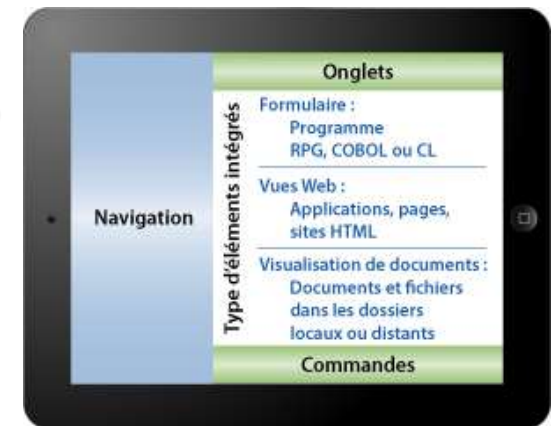 Navigation
Onglets
Type d'éléments intégrés
Formulaire :
Programme
RPG, COBOL ou CL
Vues Web :
Applications, pages,
sites HTML
Visualisation de documents :
Documents et fichiers
dans les dossiers
locaux ou distants
Commandes